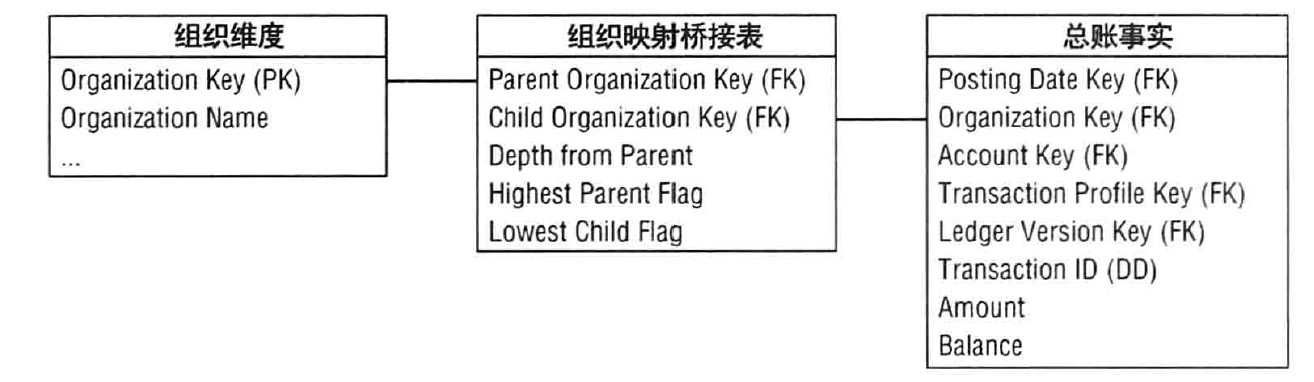 组织维度
Organization Key (PK)
Organization Name
...
组织映射桥接表
Parent Organization Key (FK)
Child Organization Key (FK)
Depth from Parent
Highest Parent Flag
Lowest Child Flag
总账事实
Posting Date Key (FK)
Organization Key (FK)
Account Key (FK)
Transaction Profile Key (FK)
Ledger Version Key (FK)
Transaction ID (DD)
Amount
Balance